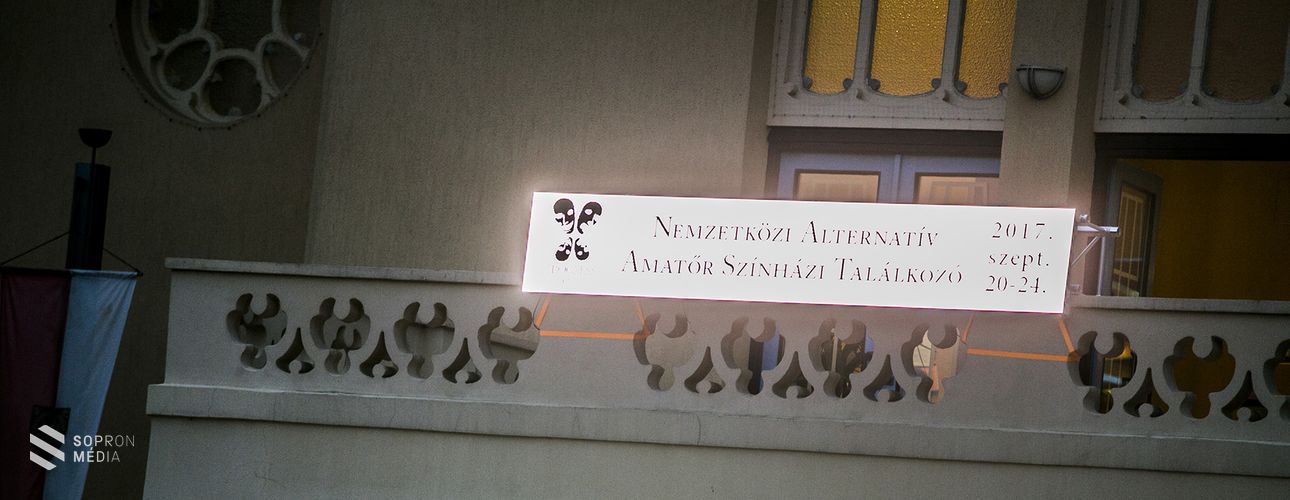 Nemzetközi Alternatív
Amatőr Színházi Találkozó
2017.
szept.
20-24.
SOPRON
MÉDIA